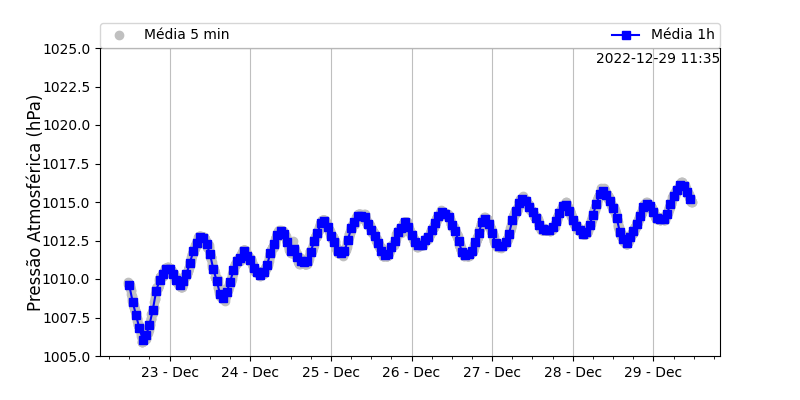 Média 5 min
Média 1h
2022-12-29 11:35
Pressão Atmosférica (hPa)
1025.0
1022.5
1020.0
1017.5
1015.0
1012.5
1010.0
1007.5
1005.0
23 - Dec
24 - Dec
25 - Dec
26 - Dec
27 - Dec
28 - Dec
29 - Dec